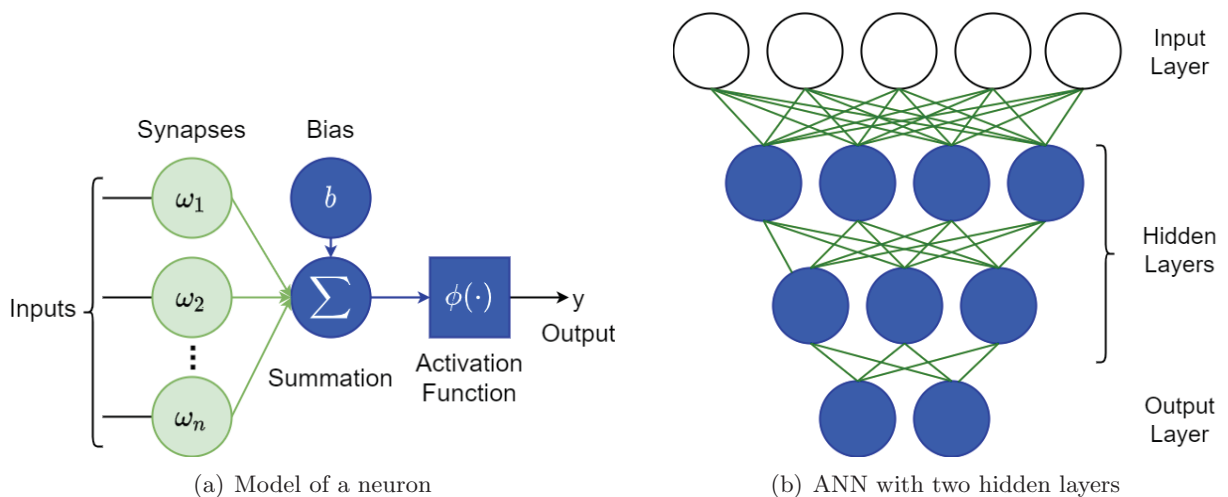 Synapses
Bias
Inputs
ω1
ω2
ωn
b
∑
ϕ(·)
y
Output
Summation
Activation
Function
(a) Model of a neuron
Input
Layer
Hidden
Layers
Output
Layer
(b) ANN with two hidden layers